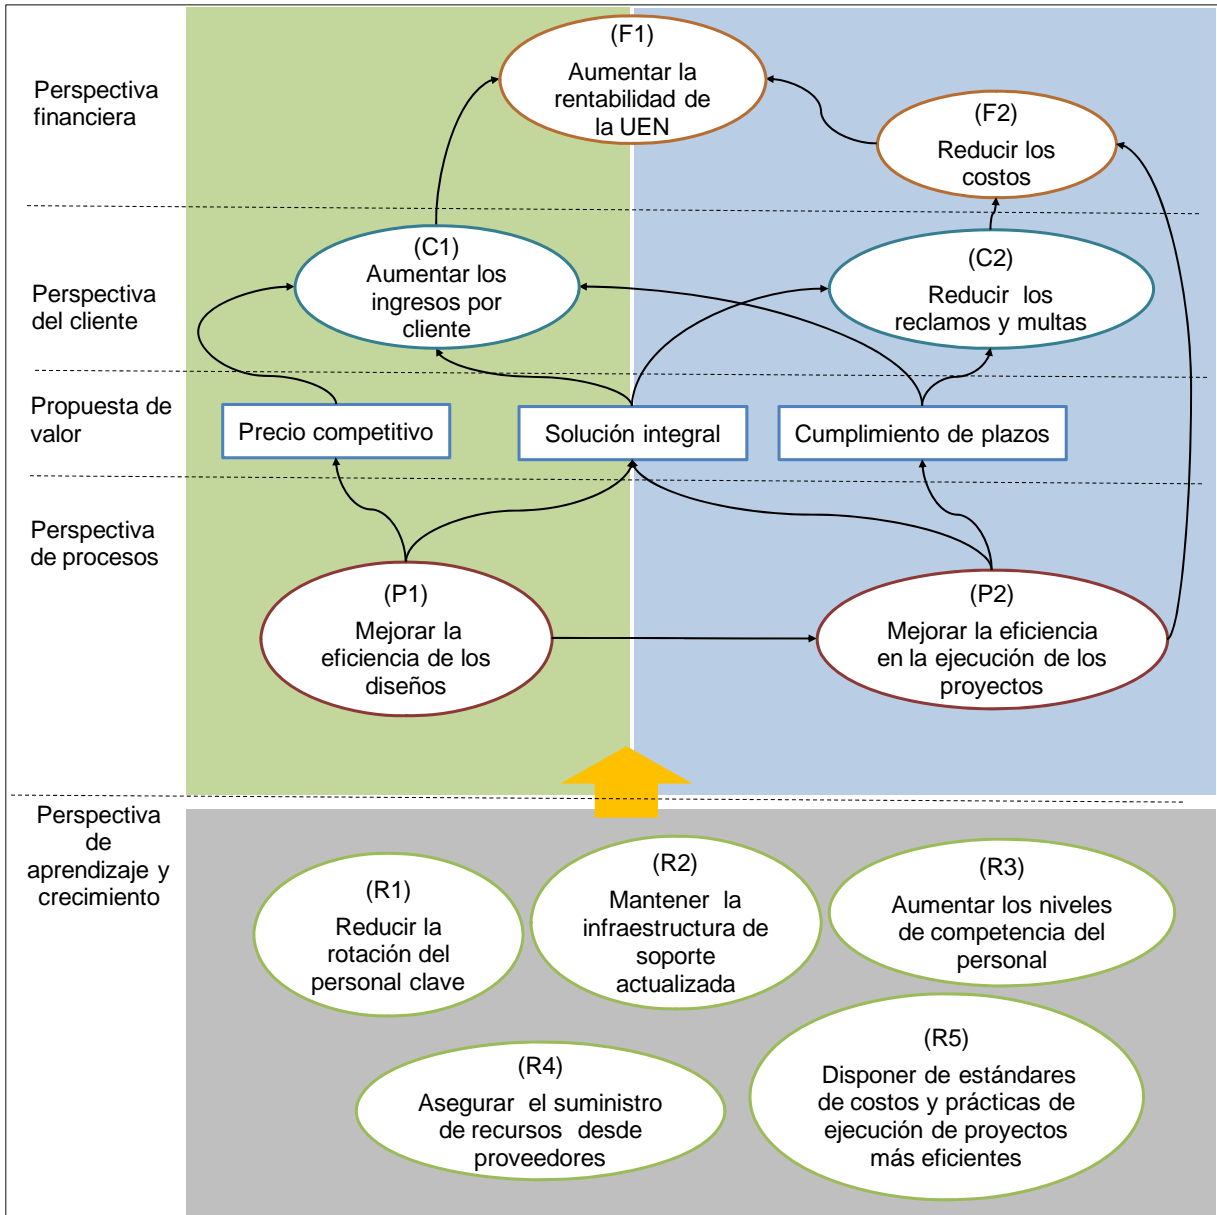 Perspectiva
financiera
(F1)
Aumentar la
rentabilidad de
la UEN
(F2)
Reducir los
costos
Perspectiva
del cliente
(C1)
Aumentar los
ingresos por
cliente
(C2)
Reducir los
reclamos y multas
Propuesta de
valor
Precio competitivo
Solución integral
Cumplimiento de plazos
Perspectiva
de procesos
(P1)
Mejorar la
eficiencia de los
diseños
(P2)
Mejorar la eficiencia
en la ejecución de los
proyectos
Perspectiva
de
aprendizaje y
crecimiento
(R1)
Reducir la
rotación del
personal clave
(R2)
Mantener la
infraestructura de
soporte
actualizada
(R3)
Aumentar los niveles
de competencia del
personal
(R4)
Asegurar el suministro
de recursos desde
proveedores
(R5)
Disponer de estándares
de costos y prácticas de
ejecución de proyectos
más eficientes